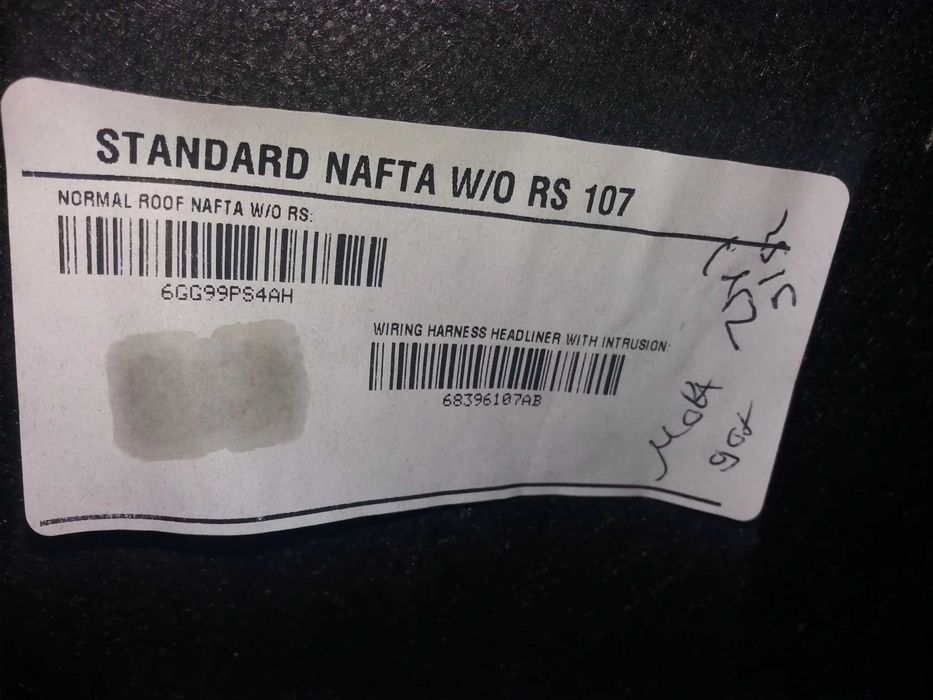 STANDARD NAFTA W/O RS 107
NORMAL ROOF NAFTA W/O RS:
6GG99PS4AH
WIRING HARNESS HEADLINER WITH INTRUSION:
68396107AB